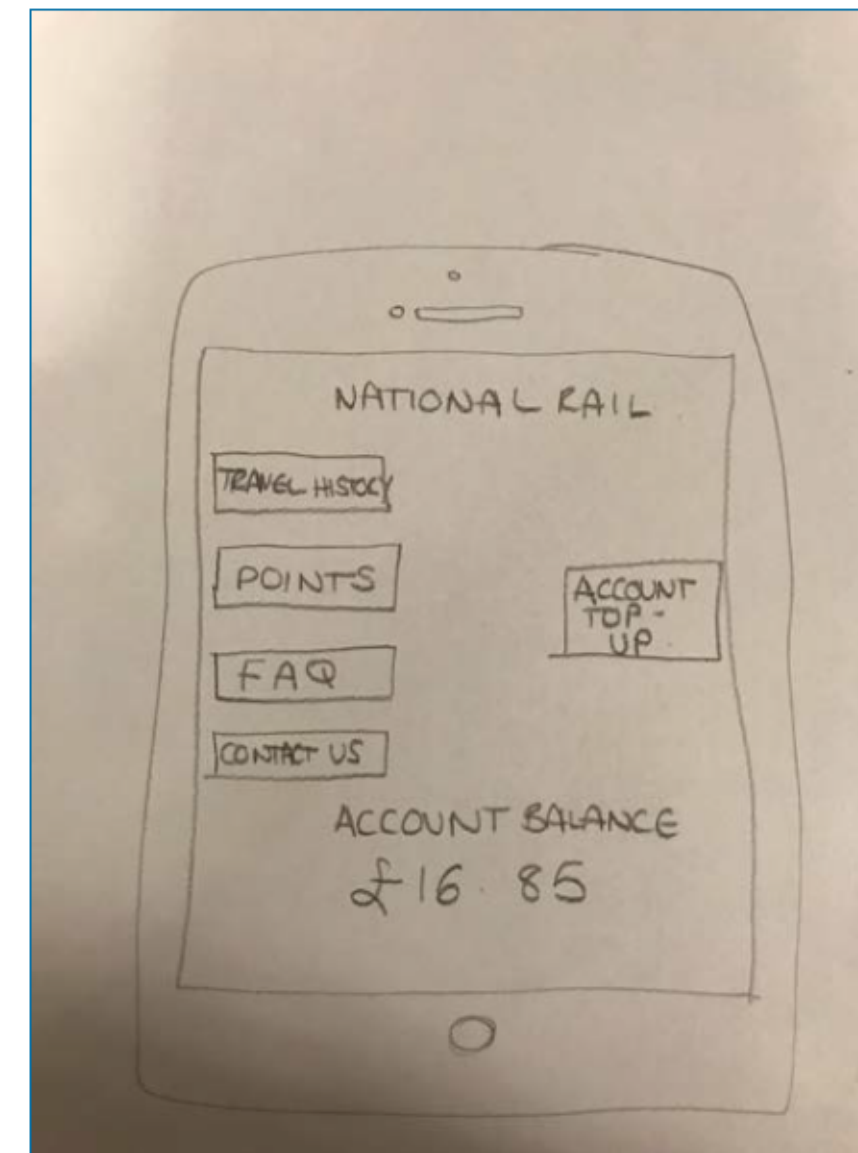 NATIONAL RAIL
TRAVEL HISTORY
POINTS
ACCOUNT
TOP-
UP.
FAQ
CONTACT US
ACCOUNT BALANCE
£16.85